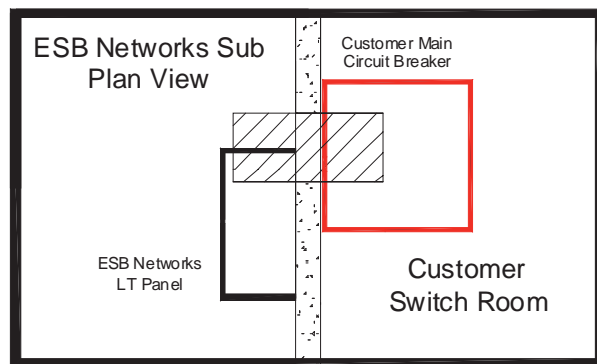 ESB Networks Sub
Plan View
Customer Main
Circuit Breaker
ESB Networks
LT Panel
Customer
Switch Room